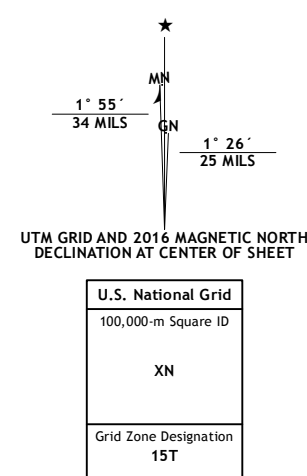 ★
MN
1° 55´
34 MILS
GN
1° 26´
25 MILS
UTM GRID AND 2016 MAGNETIC NORTH
DECLINATION AT CENTER OF SHEET
U.S. National Grid
100,000-m Square ID
XN
Grid Zone Designation
15T